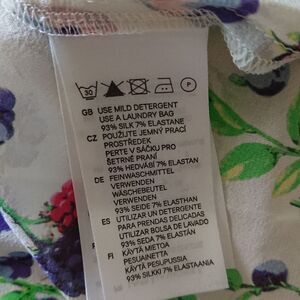 30
GB USE MILD DETERGENT
USE A LAUNDRY BAG
93% SILK 7% ELASTANE
CZ POUŽIJTE JEMNÝ PRACÍ
PROSTŘEDEK
PERTE V SÁČKU PRO
ŠETRNÉ PRANÍ
93% HEDVÁBÍ 7% ELASTAN
DE FEINWASCHMITTEL
VERWENDEN
WÄSCHEBEUTEL
VERWENDEN
93% SEIDE 7% ELASTHAN
ES UTILIZAR UN DETERGENTE
PARA PRENDAS DELICADAS
UTILIZAR BOLSA DE LAVADO
93% SEDA 7% ELASTÁN
FI KÄYTÄ MIETOA
PESUAINETTA
KÄYTÄ PESUPUSSIA
93% SILKKI 7% ELASTAANIA